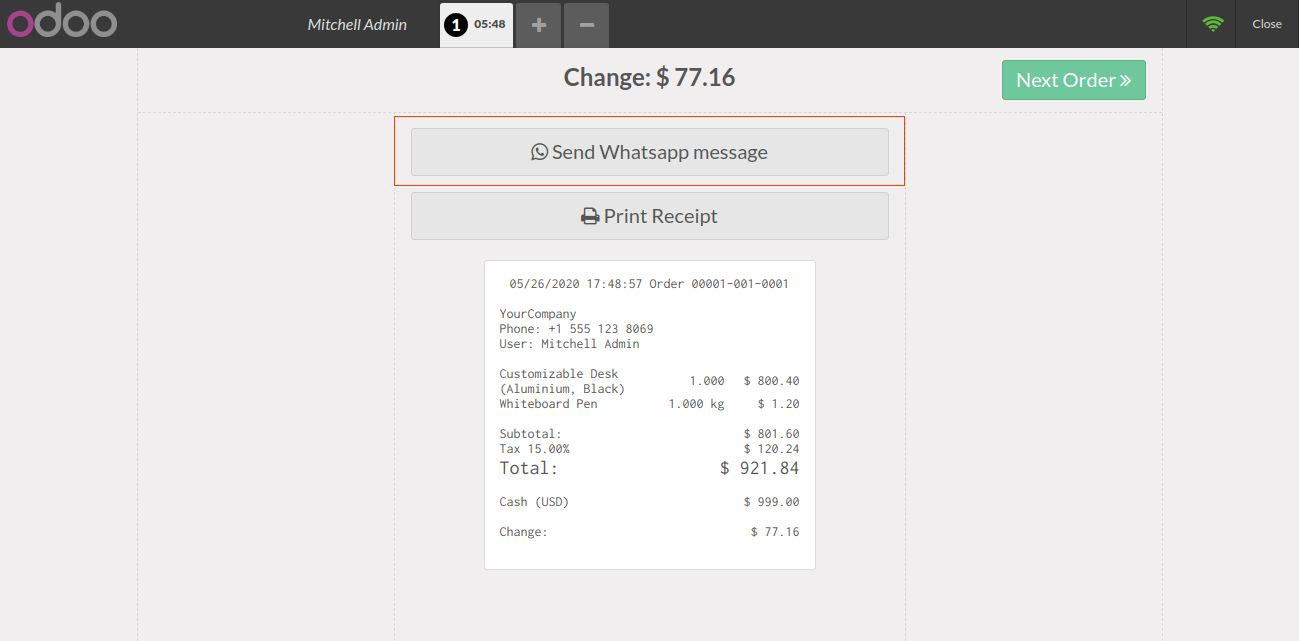 odoo Mitchell Admin 1 05:48 + − Close
Change: $ 77.16 Next Order »
Send Whatsapp message
Print Receipt
05/26/2020 17:48:57 Order 00001-001-0001
YourCompany
Phone: +1 555 123 8069
User: Mitchell Admin
Customizable Desk
(Aluminium, Black) 1.000 $ 800.40
Whiteboard Pen 1.000 kg $ 1.20
Subtotal: $ 801.60
Tax 15.00% $ 120.24
Total: $ 921.84
Cash (USD) $ 999.00
Change: $ 77.16